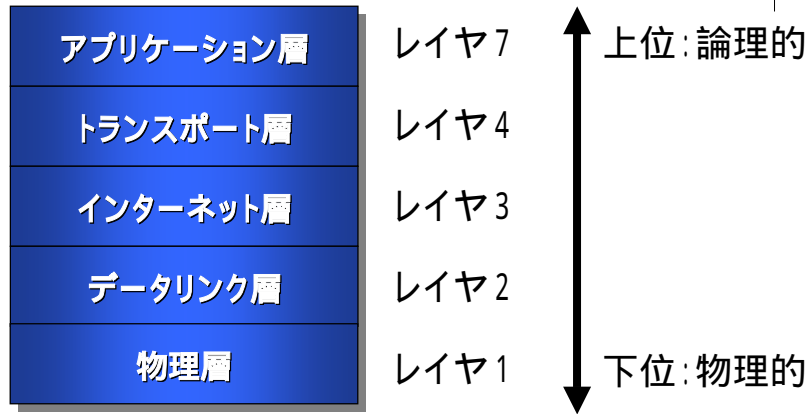 アプリケーション層 レイヤ7 上位:論理的
トランスポート層 レイヤ4
インターネット層 レイヤ3
データリンク層 レイヤ2
物理層 レイヤ1 下位:物理的